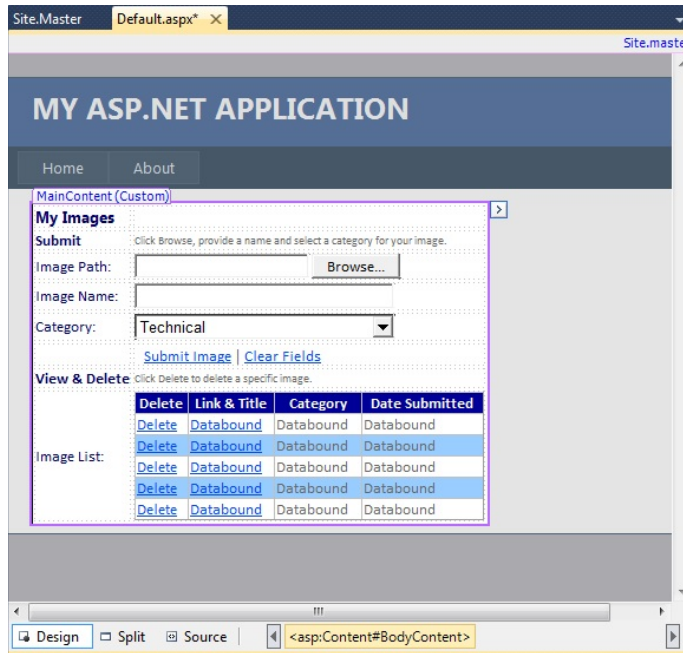 Site.Master Default.aspx* ×
Site.maste
MY ASP.NET APPLICATION
Home About
MainContent (Custom)
My Images
Submit Click Browse, provide a name and select a category for your image.
Image Path: Browse...
Image Name:
Category: Technical
Submit Image | Clear Fields
View & Delete Click Delete to delete a specific image.
Delete Link & Title Category Date Submitted
Delete Databound Databound Databound
Delete Databound Databound Databound
Image List: Delete Databound Databound Databound
Delete Databound Databound Databound
Delete Databound Databound Databound
Design Split Source <asp:Content#BodyContent>